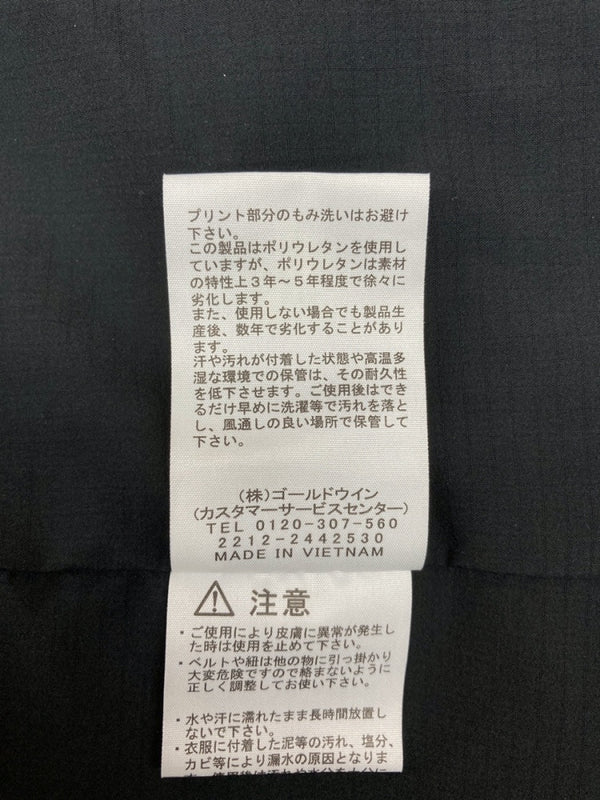 プリント部分のもみ洗いはお避け
下さい。
この製品はポリウレタンを使用し
ていますが、ポリウレタンは素材
の特性上３年～５年程度で徐々に
劣化します。
また、使用しない場合でも製品生
産後、数年で劣化することがあり
ます。
汗や汚れが付着した状態や高温多
湿な環境での保管は、その耐久性
を低下させます。ご使用後はでき
るだけ早めに洗濯等で汚れを落と
し、風通しの良い場所で保管して
下さい。
(株)ゴールドウイン
(カスタマーサービスセンター)
TEL 0120-307-560
2212-2442530
MADE IN VIETNAM
注意
・ご使用により皮膚に異常が発生し
た時は使用を止めて下さい。
・ベルトや紐は他の物に引っ掛かり
大変危険ですので絡まないように
正しく調整してお使い下さい。
・水や汗に濡れたまま長時間放置し
ないで下さい。
・衣服に付着した泥等の汚れ、塩分、
カビ等により漏水の原因となりま
す。使用後は汚れや水分を十分に